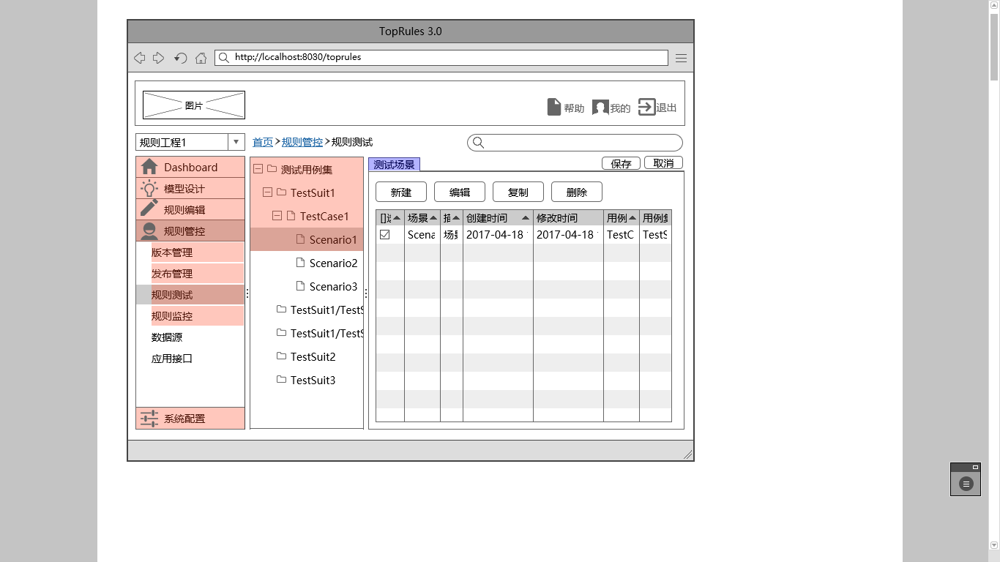 TopRules 3.0
http://localhost:8030/toprules
图片
帮助 我的 退出
规则工程1
首页 > 规则管控 > 规则测试
Dashboard
模型设计
规则编辑
规则管控
版本管理
发布管理
规则测试
规则监控
数据源
应用接口
系统配置
测试用例集
TestSuit1
TestCase1
Scenario1
Scenario2
Scenario3
TestSuit1/TestS
TestSuit1/TestS
TestSuit2
TestSuit3
测试场景
保存 取消
新建 编辑 复制 删除
场景 创建时间 修改时间 用例 用例
Scena 场 2017-04-18 2017-04-18 TestC TestS